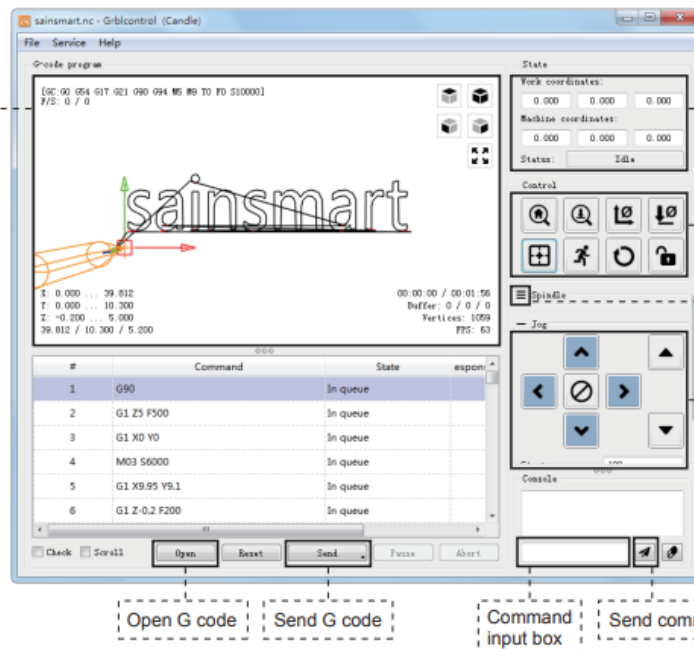 sainsmart.nc - Grblcontrol (Candle)
File Service Help
G-code program
[GC:G0 G54 G17 G21 G90 G94 M5 M9 T0 F0 S10000]
P/S: 0 / 0
sainsmart
X: 0.000 ... 39.812
Y: 0.000 ... 10.300
Z: -0.200 ... 5.000
39.812 / 10.300 / 5.200
00:00:00 / 00:01:56
Buffer: 0 / 0 / 0
Vertices: 1059
FPS: 63
# Command State espon
1 G90 In queue
2 G1 Z5 F500 In queue
3 G1 X0 Y0 In queue
4 M03 S6000 In queue
5 G1 X9.95 Y9.1 In queue
6 G1 Z-0.2 F200 In queue
Check Scroll Open Reset Send Pause Abort
State
Work coordinates:
0.000 0.000 0.000
Machine coordinates:
0.000 0.000 0.000
Status: Idle
Control
Spindle
Jog
100
Console
Open G code
Send G code
Command
input box
Send comm